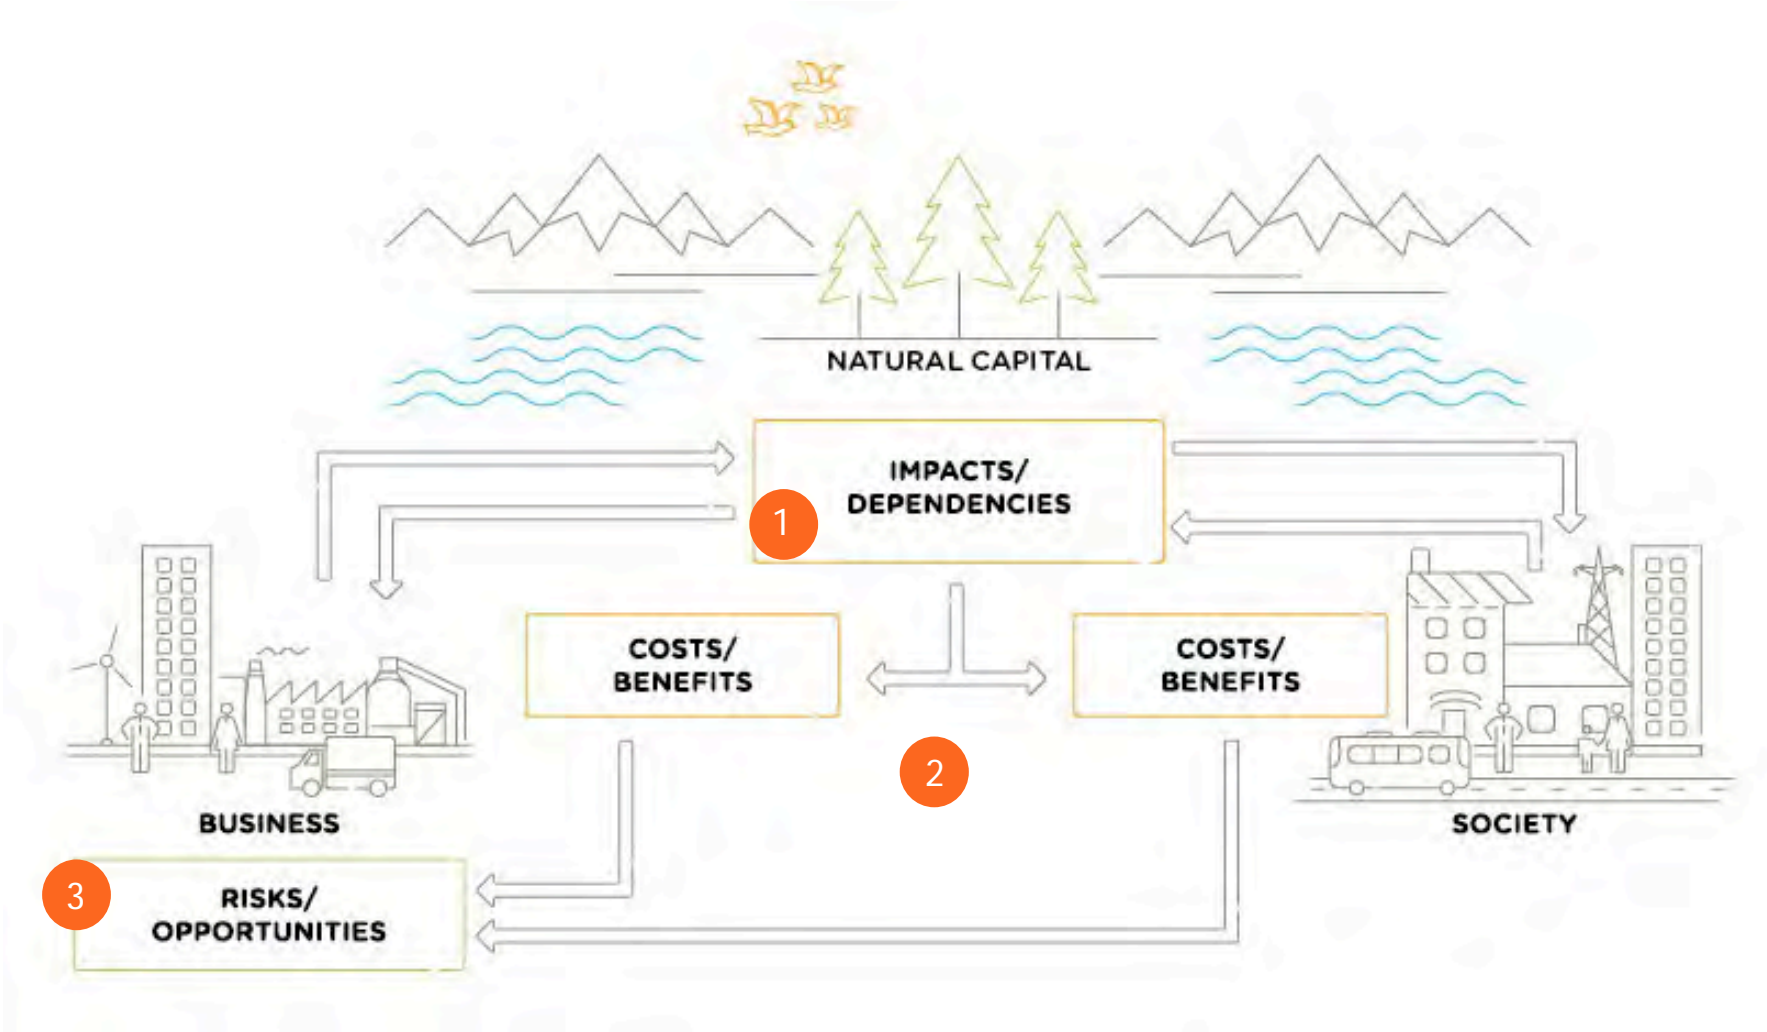 NATURAL CAPITAL
IMPACTS/
DEPENDENCIES
1
COSTS/
BENEFITS
COSTS/
BENEFITS
2
BUSINESS
SOCIETY
3
RISKS/
OPPORTUNITIES